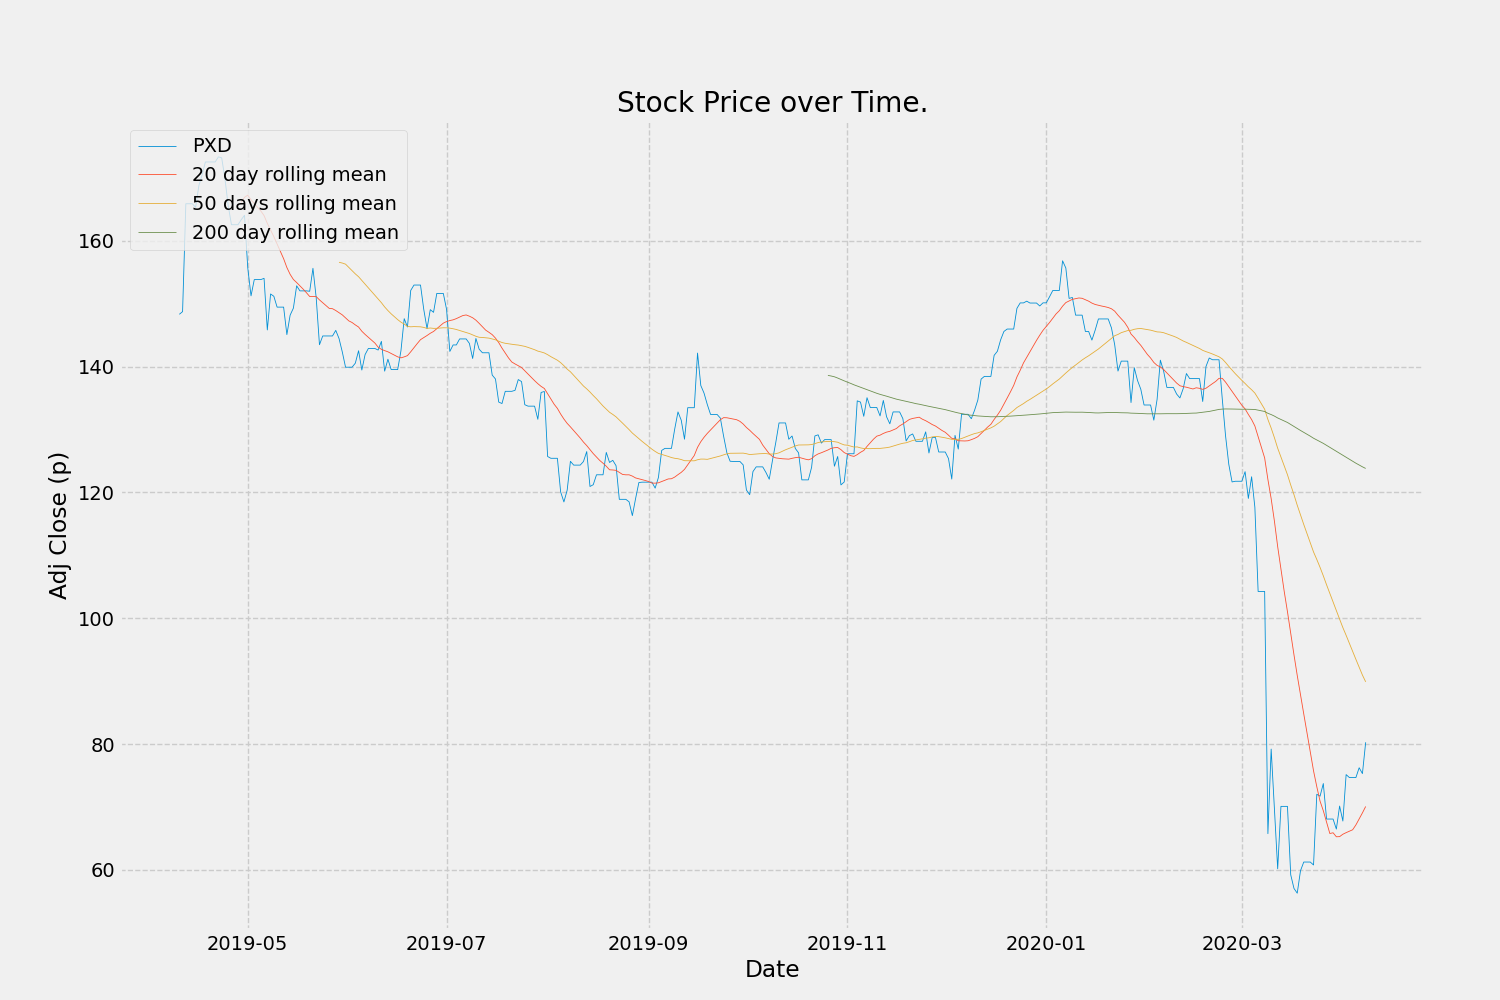 Stock Price over Time.
PXD
20 day rolling mean
50 days rolling mean
200 day rolling mean
Adj Close (p)
160
140
120
100
80
60
2019-05 2019-07 2019-09 2019-11 2020-01 2020-03
Date